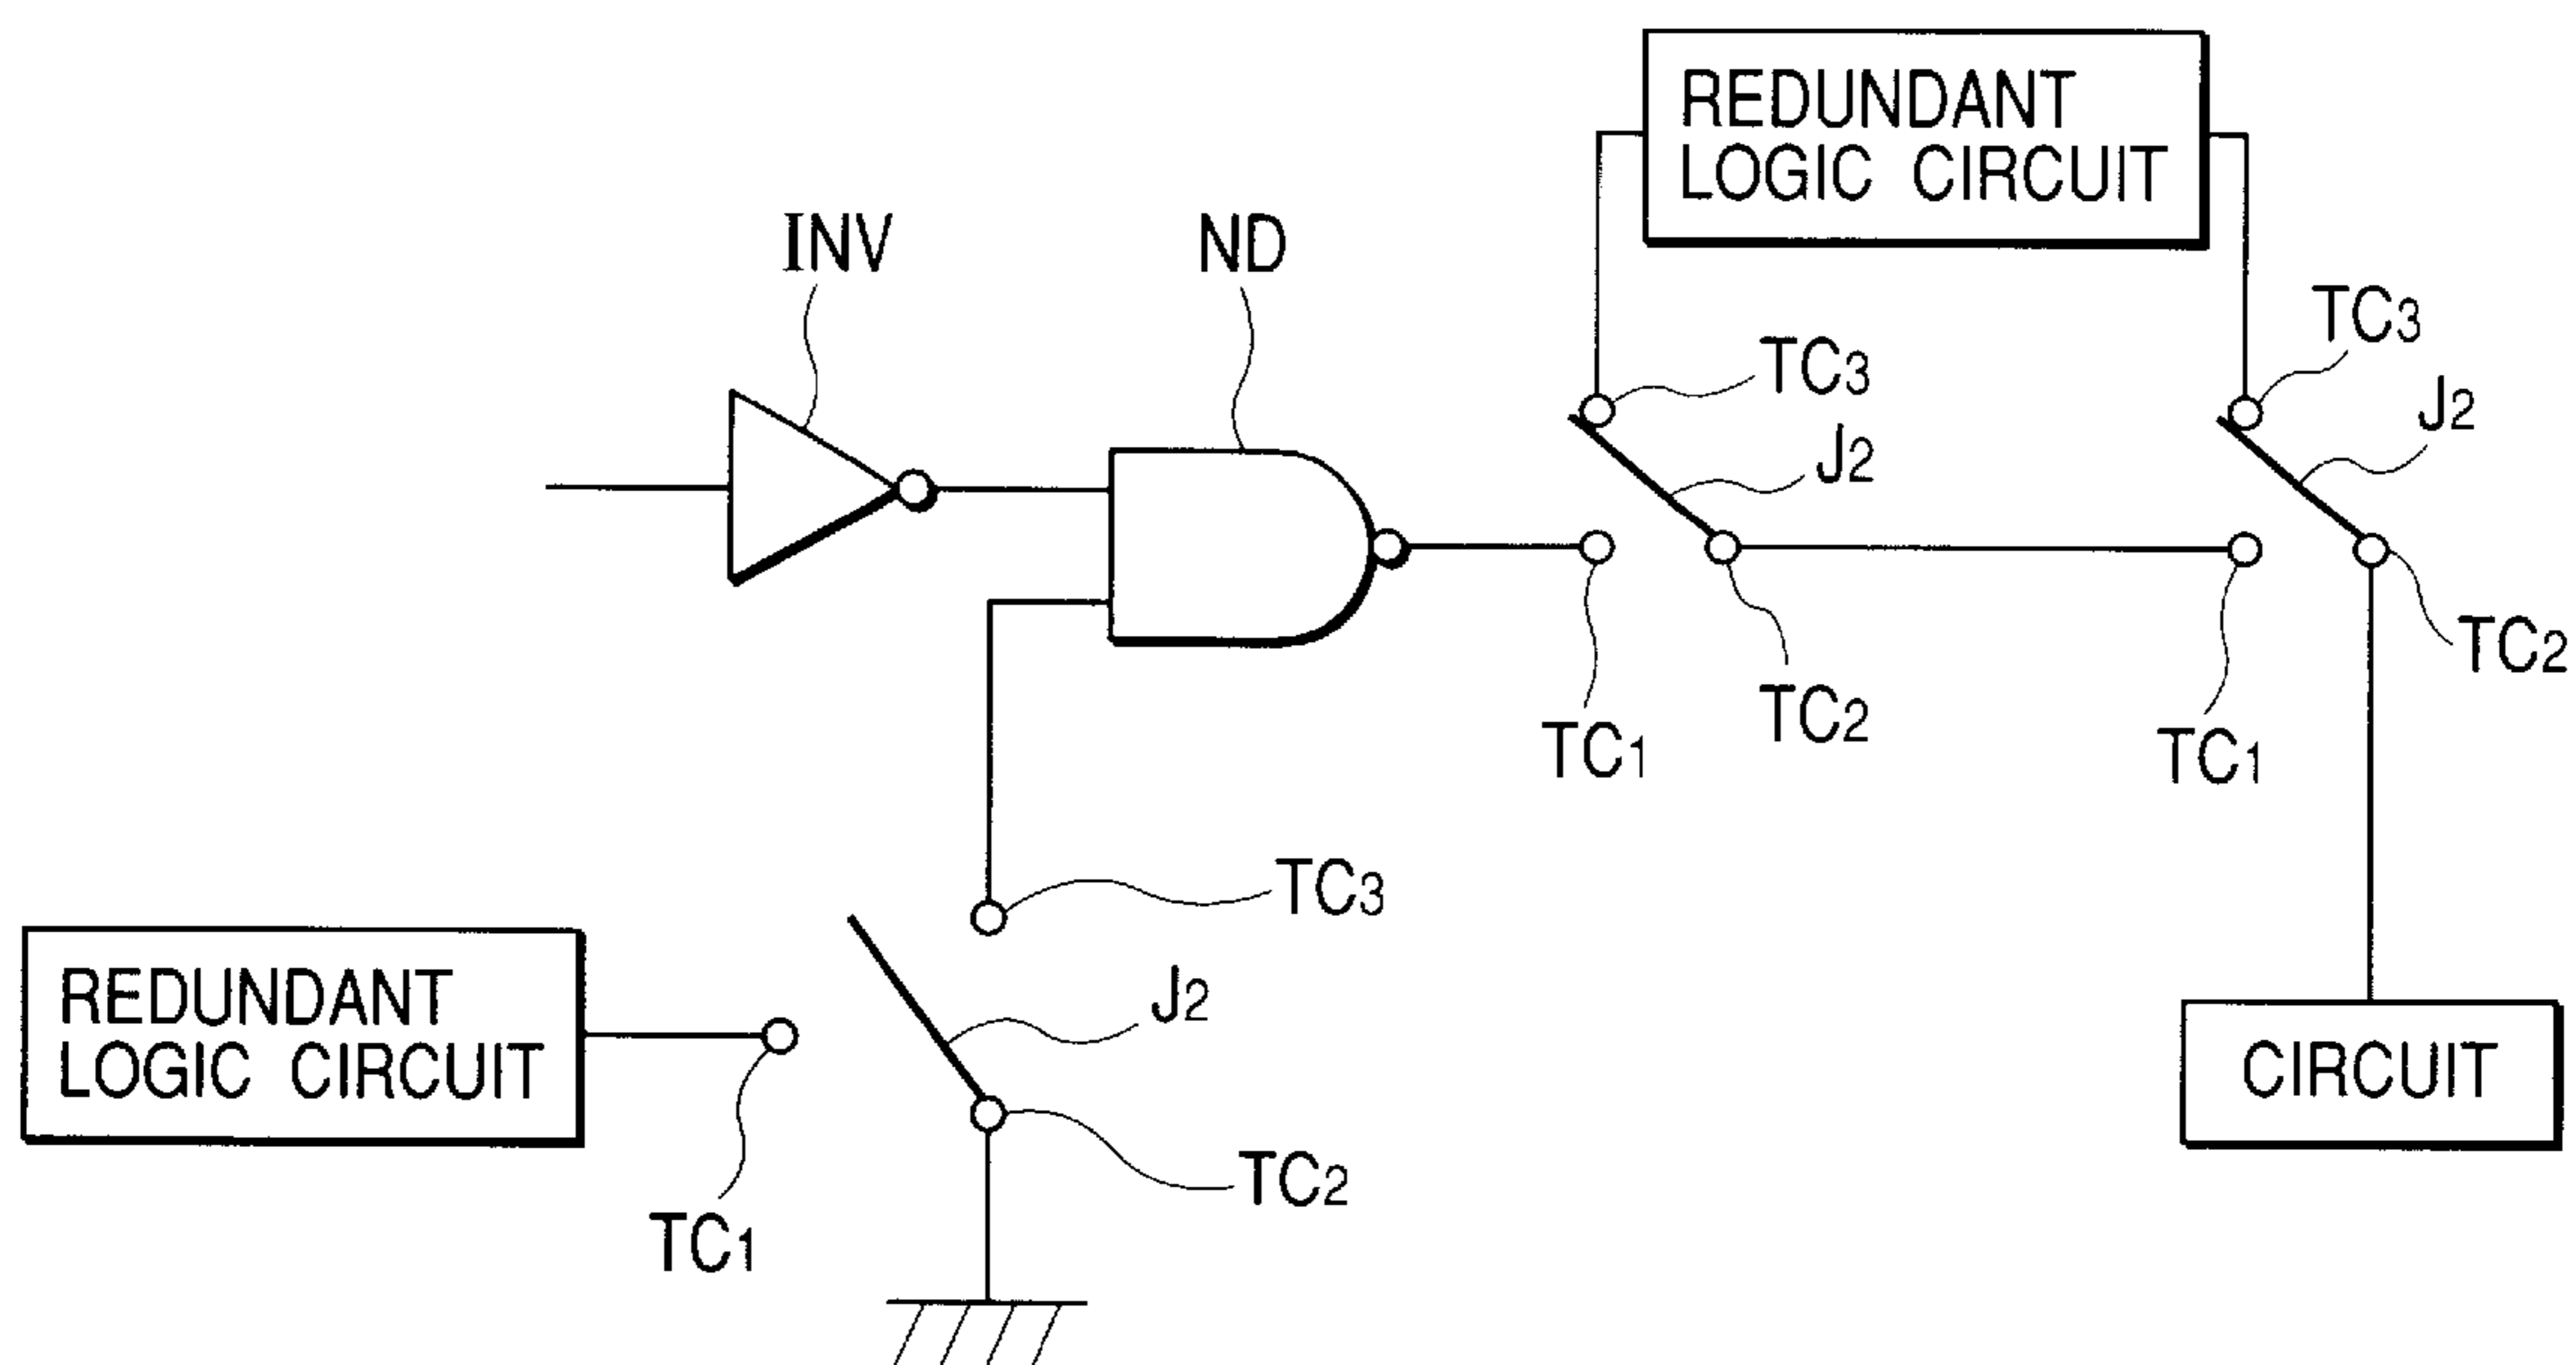 REDUNDANT
LOGIC CIRCUIT
INV
ND
TC3
TC3
J2
J2
TC2
TC2
TC1
TC1
TC3
REDUNDANT
LOGIC CIRCUIT
J2
CIRCUIT
TC2
TC1